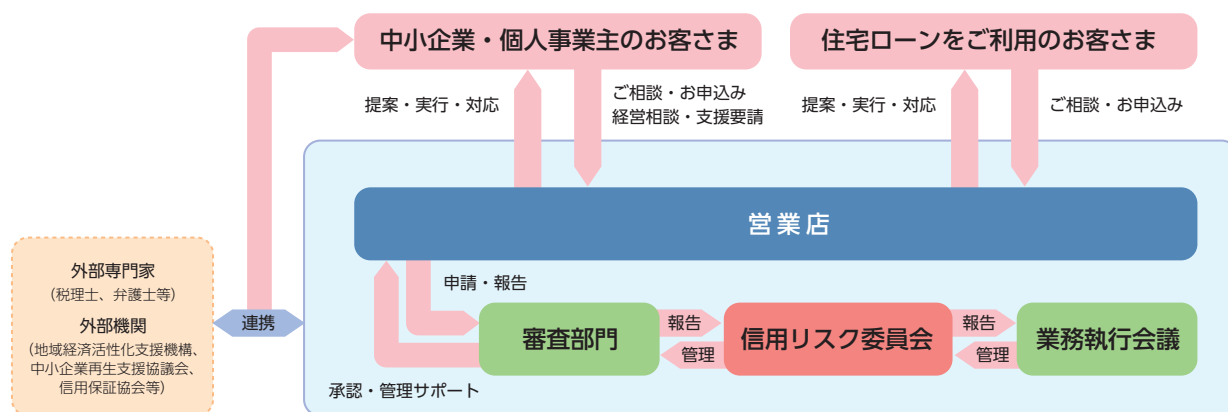 中小企業・個人事業主のお客さま
住宅ローンをご利用のお客さま
提案・実行・対応
ご相談・お申込み
経営相談・支援要請
提案・実行・対応
ご相談・お申込み
営業店
外部専門家
（税理士、弁護士等）
外部機関
（地域経済活性化支援機構、
中小企業再生支援協議会、
信用保証協会等）
連携
申請・報告
審査部門
報告
管理
信用リスク委員会
報告
管理
業務執行会議
承認・管理サポート